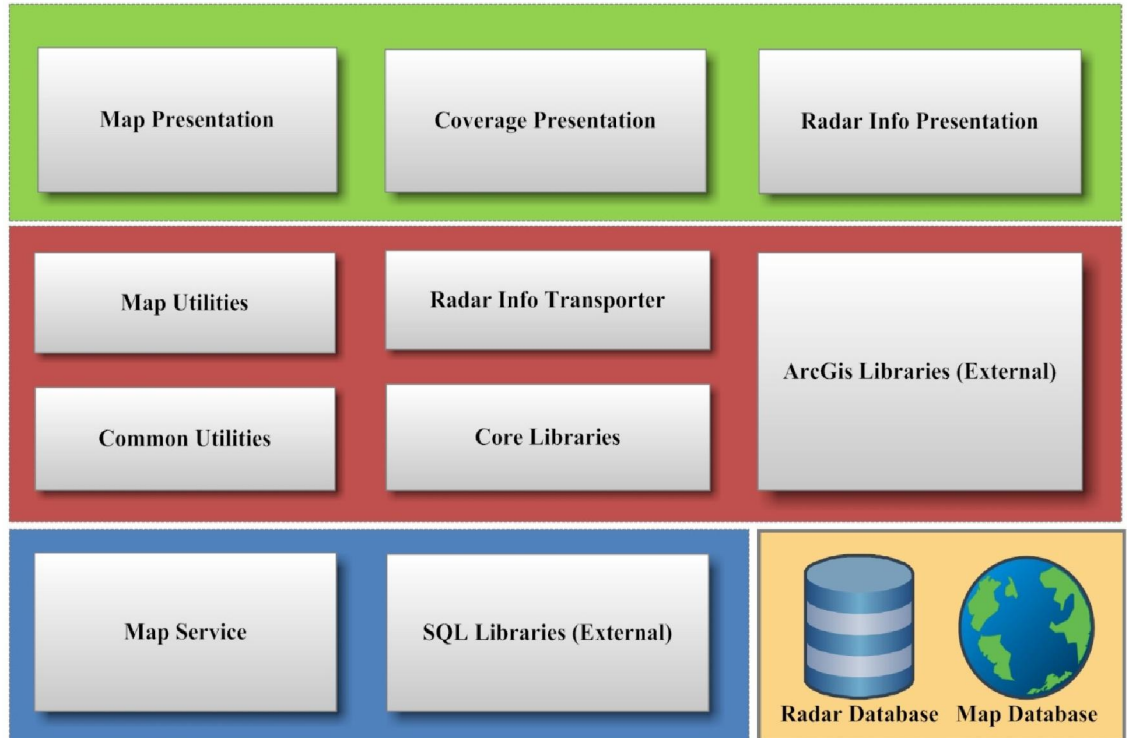 Map Presentation
Coverage Presentation
Radar Info Presentation
Map Utilities
Radar Info Transporter
ArcGis Libraries (External)
Common Utilities
Core Libraries
Map Service
SQL Libraries (External)
Radar Database
Map Database